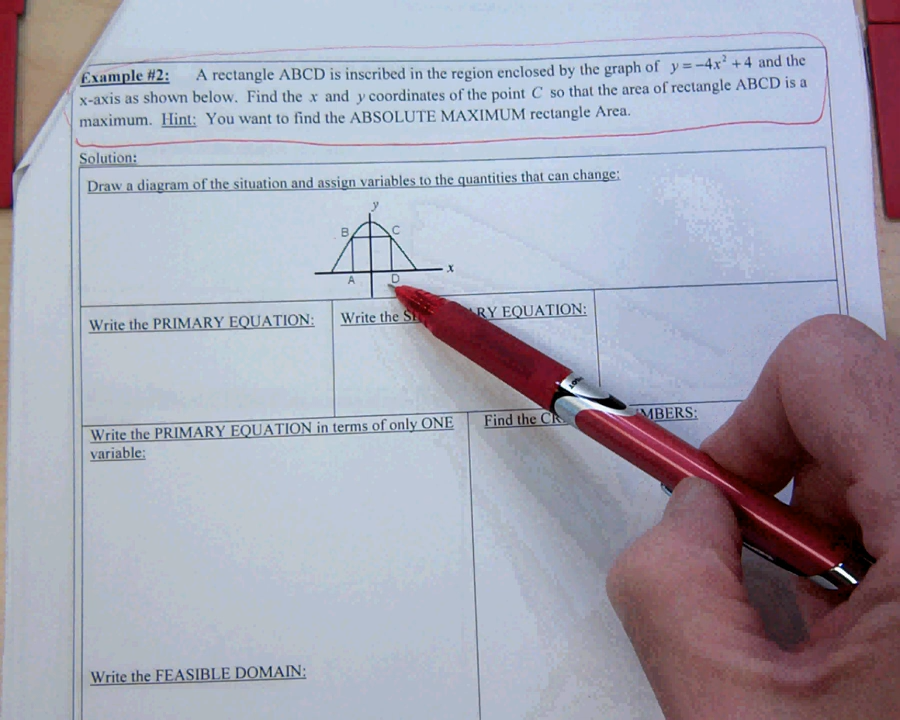 Example #2: A rectangle ABCD is inscribed in the region enclosed by the graph of y = −4x² + 4 and the
x-axis as shown below. Find the x and y coordinates of the point C so that the area of rectangle ABCD is a
maximum. Hint: You want to find the ABSOLUTE MAXIMUM rectangle Area.
Solution:
Draw a diagram of the situation and assign variables to the quantities that can change:
y
B C
x
A D
Write the PRIMARY EQUATION: Write the RY EQUATION:
Write the PRIMARY EQUATION in terms of only ONE
variable:
Find the MBERS:
Write the FEASIBLE DOMAIN: